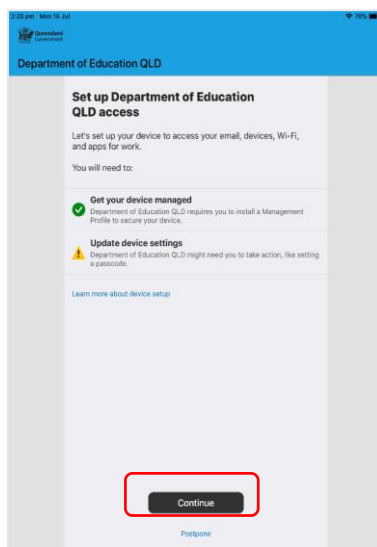 2:20 pm Mon 16 Jul
76%
Queensland
Government
Department of Education QLD
Set up Department of Education
QLD access
Let's set up your device to access your email, devices, Wi-Fi,
and apps for work.
You will need to:
Get your device managed
Department of Education QLD requires you to install a Management
Profile to secure your device.
Update device settings
Department of Education QLD might need you to take action, like setting
a passcode.
Learn more about device setup
Continue
Postpone